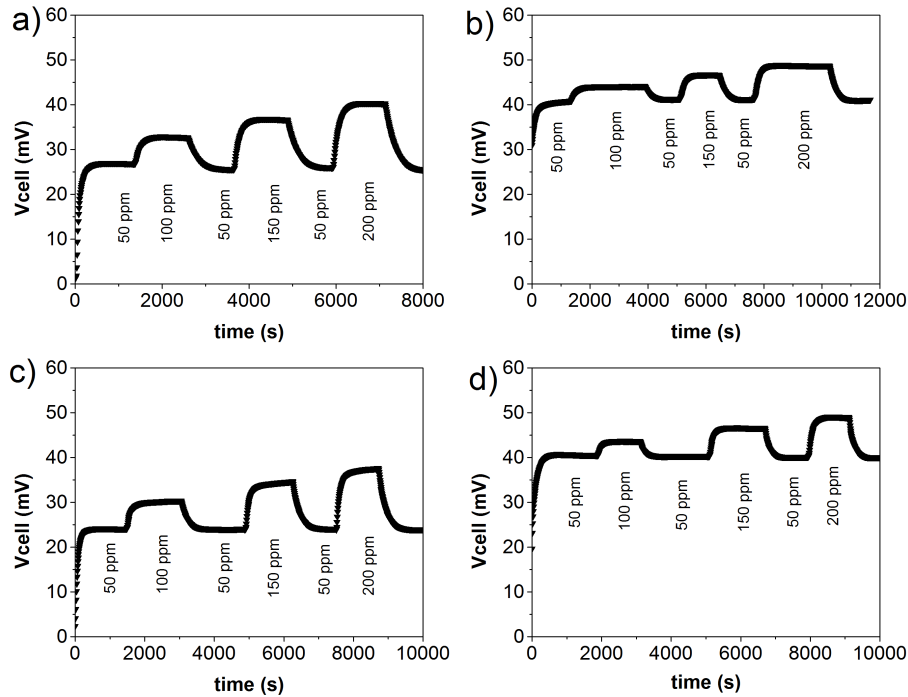 a)
60
50
40
30
20
10
0
Vcell (mV)
50 ppm
100 ppm
50 ppm
150 ppm
50 ppm
200 ppm
0 2000 4000 6000 8000
time (s)
b)
60
50
40
30
20
10
0
Vcell (mV)
50 ppm
100 ppm
50 ppm
150 ppm
50 ppm
200 ppm
0 2000 4000 6000 8000 10000 12000
time (s)
c)
60
50
40
30
20
10
0
Vcell (mV)
50 ppm
100 ppm
50 ppm
150 ppm
50 ppm
200 ppm
0 2000 4000 6000 8000 10000
time (s)
d)
60
50
40
30
20
10
0
Vcell (mV)
50 ppm
100 ppm
50 ppm
150 ppm
50 ppm
200 ppm
0 2000 4000 6000 8000 10000
time (s)